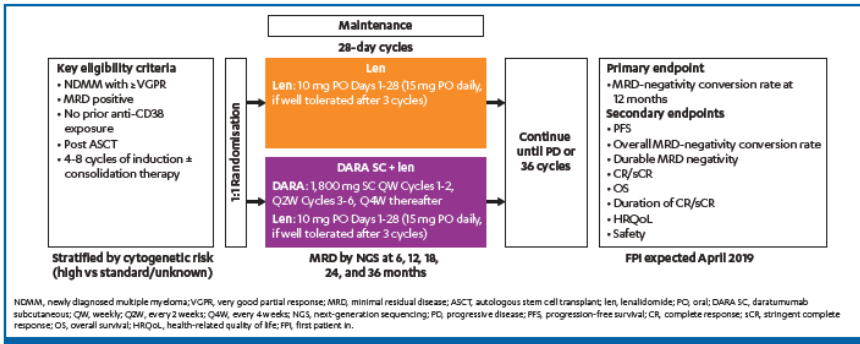 Maintenance
28-day cycles
Key eligibility criteria
• NDMM with ≥VGPR
• MRD positive
• No prior anti-CD38
exposure
• Post ASCT
• 4-8 cycles of induction ±
consolidation therapy
Stratified by cytogenetic risk
(high vs standard/unknown)
1:1 Randomisation
Len
Len: 10 mg PO Days 1-28 (15 mg PO daily,
if well tolerated after 3 cycles)
DARA SC + len
DARA: 1,800 mg SC QW Cycles 1-2,
Q2W Cycles 3-6, Q4W thereafter
Len: 10 mg PO Days 1-28 (15 mg PO daily,
if well tolerated after 3 cycles)
MRD by NGS at 6, 12, 18,
24, and 36 months
Continue
until PD or
36 cycles
Primary endpoint
• MRD-negativity conversion rate at
12 months
Secondary endpoints
• PFS
• Overall MRD-negativity conversion rate
• Durable MRD negativity
• CR/sCR
• OS
• Duration of CR/sCR
• HRQoL
• Safety
FPI expected April 2019
NDMM, newly diagnosed multiple myeloma; VGPR, very good partial response; MRD, minimal residual disease; ASCT, autologous stem cell transplant; len, lenalidomide; PO, oral; DARA SC, daratumumab
subcutaneous; QW, weekly; Q2W, every 2 weeks; Q4W, every 4 weeks; NGS, next-generation sequencing; PD, progressive disease; PFS, progression-free survival; CR, complete response; sCR, stringent complete
response; OS, overall survival; HRQoL, health-related quality of life; FPI, first patient in.